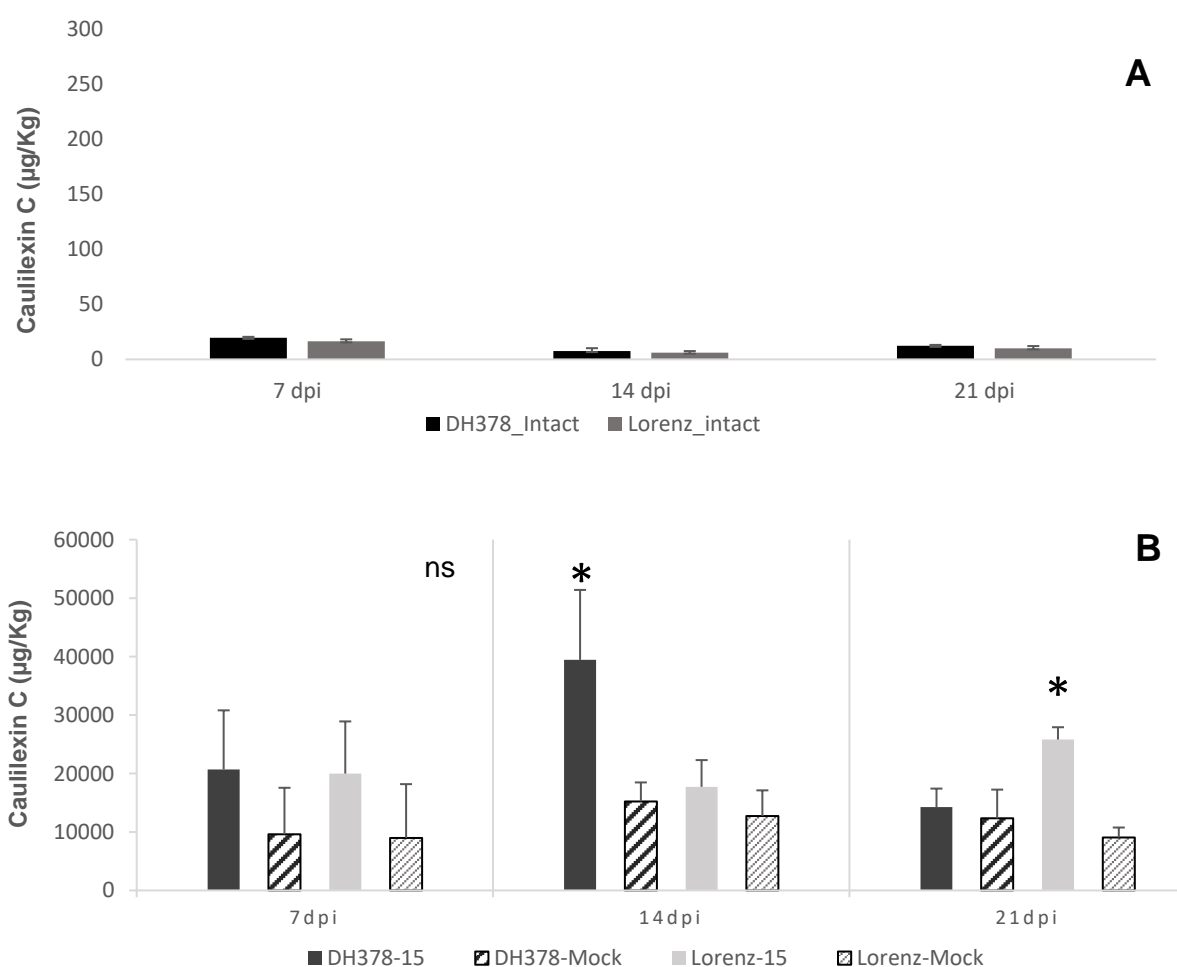 300
A
250
200
150
100
50
0
Caulilexin C (µg/Kg)
7 dpi 14 dpi 21 dpi
DH378_Intact Lorenz_intact
60000
B
ns
*
50000
40000
*
30000
20000
10000
0
Caulilexin C (µg/Kg)
7dpi 14dpi 21dpi
DH378-15 DH378-Mock Lorenz-15 Lorenz-Mock